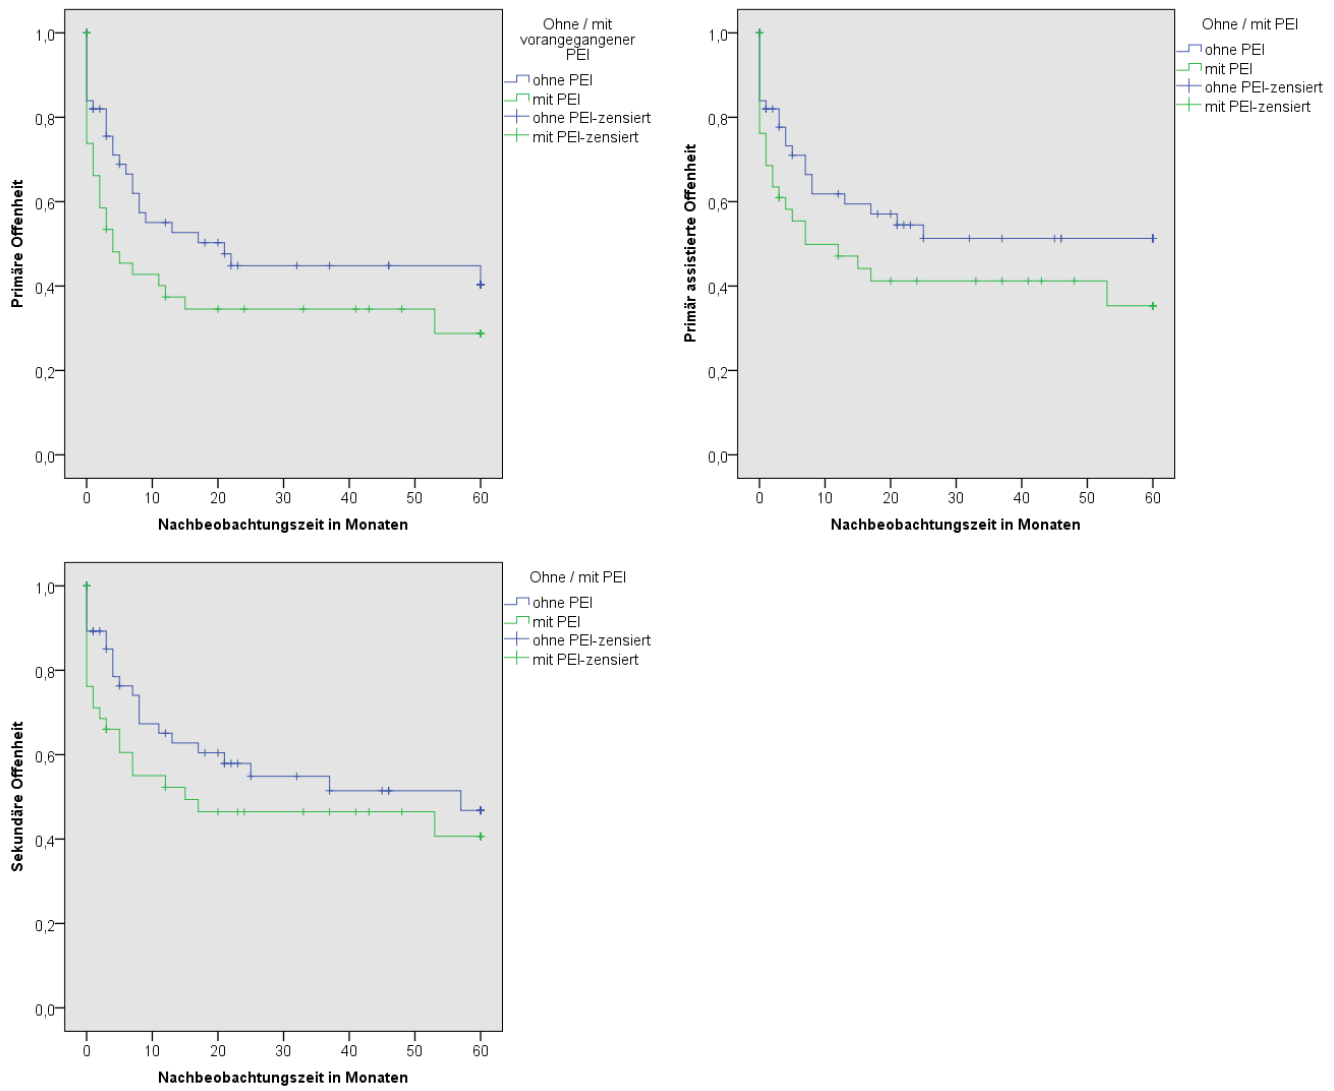 Ohne / mit
vorangegangener
PEI
ohne PEI
mit PEI
ohne PEI-zensiert
mit PEI-zensiert
1,0
0,8
0,6
0,4
0,2
0,0
Primäre Offenheit
0 10 20 30 40 50 60
Nachbeobachtungszeit in Monaten
Ohne / mit PEI
ohne PEI
mit PEI
ohne PEI-zensiert
mit PEI-zensiert
1,0
0,8
0,6
0,4
0,2
0,0
Primär assistierte Offenheit
0 10 20 30 40 50 60
Nachbeobachtungszeit in Monaten
Ohne / mit PEI
ohne PEI
mit PEI
ohne PEI-zensiert
mit PEI-zensiert
1,0
0,8
0,6
0,4
0,2
0,0
Sekundäre Offenheit
0 10 20 30 40 50 60
Nachbeobachtungszeit in Monaten